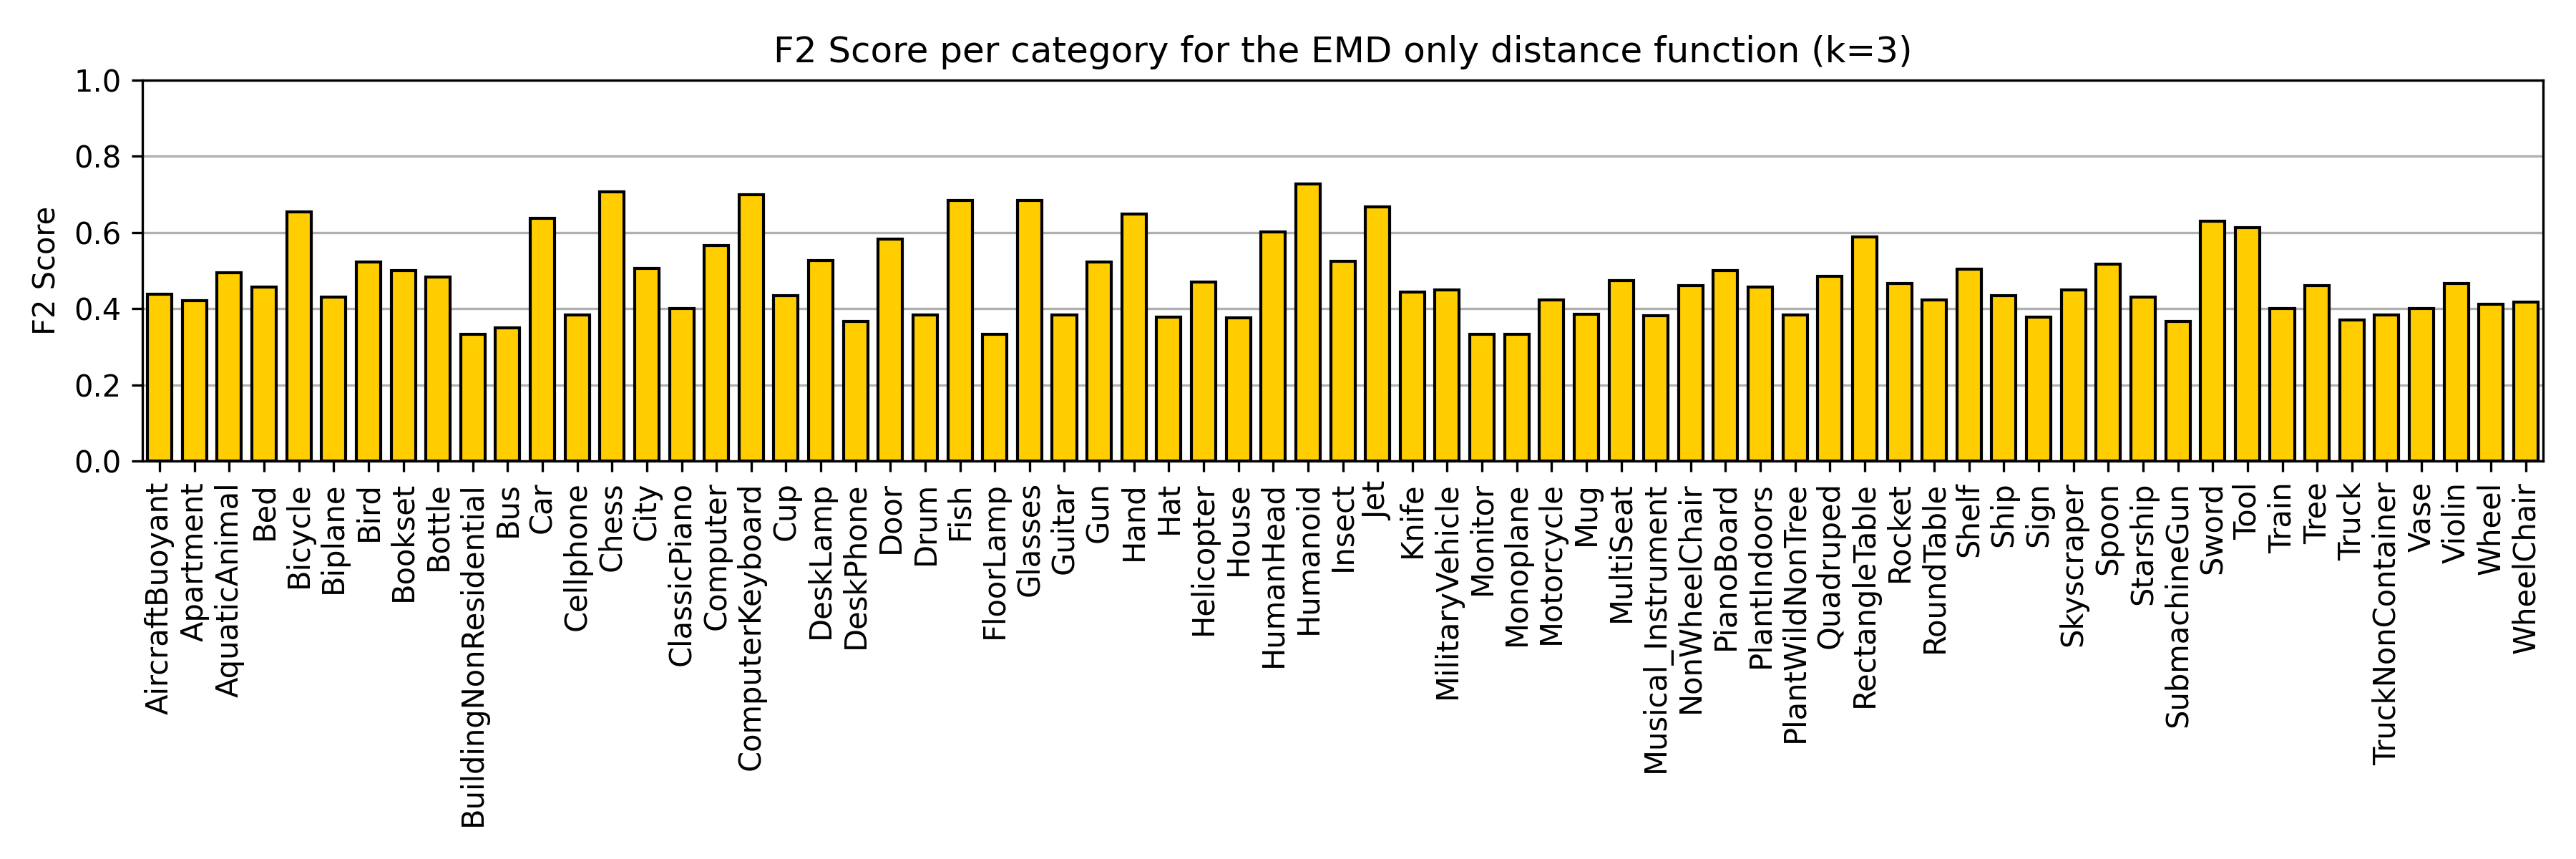 F2 Score per category for the EMD only distance function (k=3)
F2 Score
1.0
0.8
0.6
0.4
0.2
0.0
AircraftBuoyant
Apartment
AquaticAnimal
Bed
Bicycle
Biplane
Bird
Bookset
Bottle
BuildingNonResidential
Bus
Car
Cellphone
Chess
City
ClassicPiano
Computer
ComputerKeyboard
Cup
DeskLamp
DeskPhone
Door
Drum
Fish
FloorLamp
Glasses
Guitar
Gun
Hand
Hat
Helicopter
House
HumanHead
Humanoid
Insect
Jet
Knife
MilitaryVehicle
Monitor
Monoplane
Motorcycle
Mug
MultiSeat
Musical_Instrument
NonWheelChair
PianoBoard
PlantIndoors
PlantWildNonTree
Quadruped
RectangleTable
Rocket
RoundTable
Shelf
Ship
Sign
Skyscraper
Spoon
Starship
SubmachineGun
Sword
Tool
Train
Tree
Truck
TruckNonContainer
Vase
Violin
Wheel
WheelChair